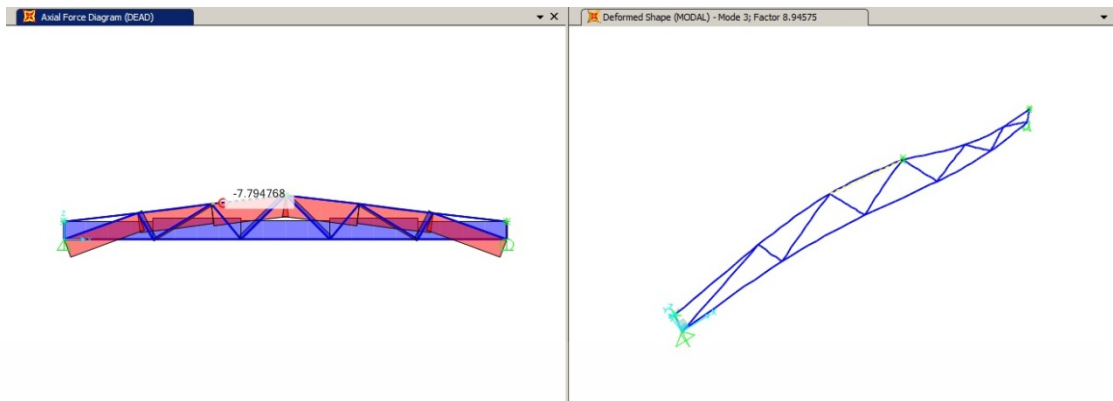 Axial Force Diagram (DEAD)
Deformed Shape (MODAL) - Mode 3; Factor 8.94575
-7.794768